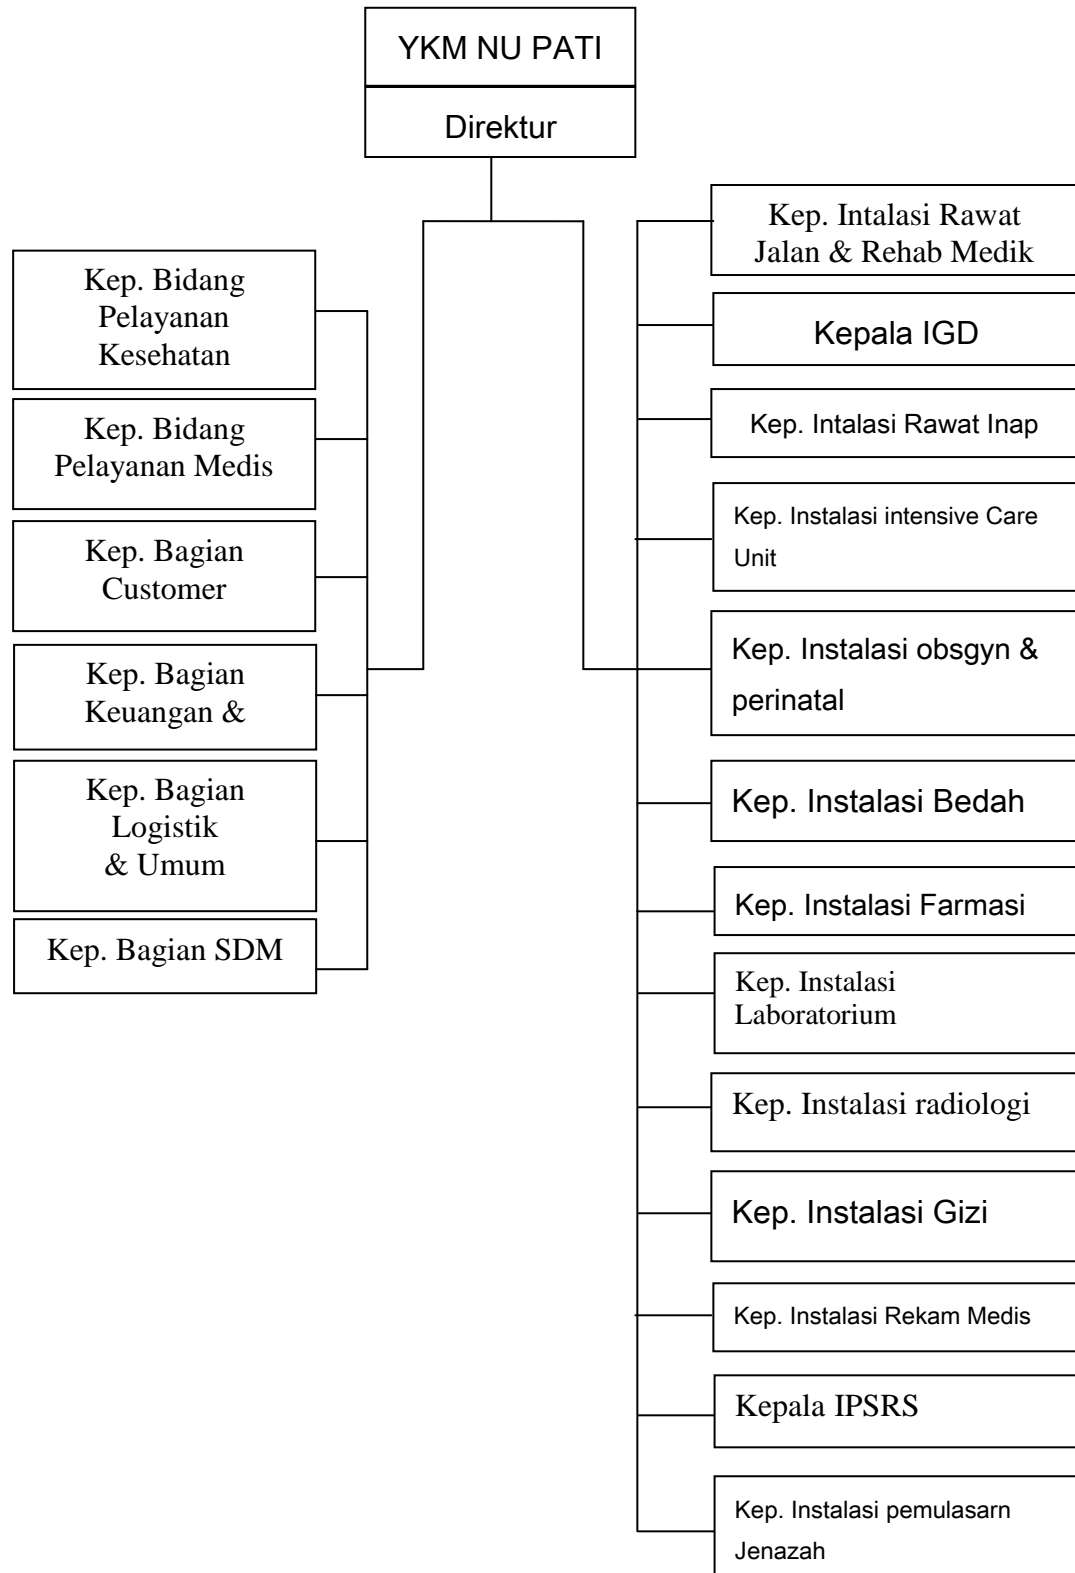 YKM NU PATI
Direktur
Kep. Bidang
Pelayanan
Kesehatan
Kep. Bidang
Pelayanan Medis
Kep. Bagian
Customer
Kep. Bagian
Keuangan &
Kep. Bagian
Logistik
& Umum
Kep. Bagian SDM
Kep. Intalasi Rawat
Jalan & Rehab Medik
Kepala IGD
Kep. Intalasi Rawat Inap
Kep. Instalasi intensive Care
Unit
Kep. Instalasi obsgyn &
perinatal
Kep. Instalasi Bedah
Kep. Instalasi Farmasi
Kep. Instalasi
Laboratorium
Kep. Instalasi radiologi
Kep. Instalasi Gizi
Kep. Instalasi Rekam Medis
Kepala IPSRS
Kep. Instalasi pemulasarn
Jenazah